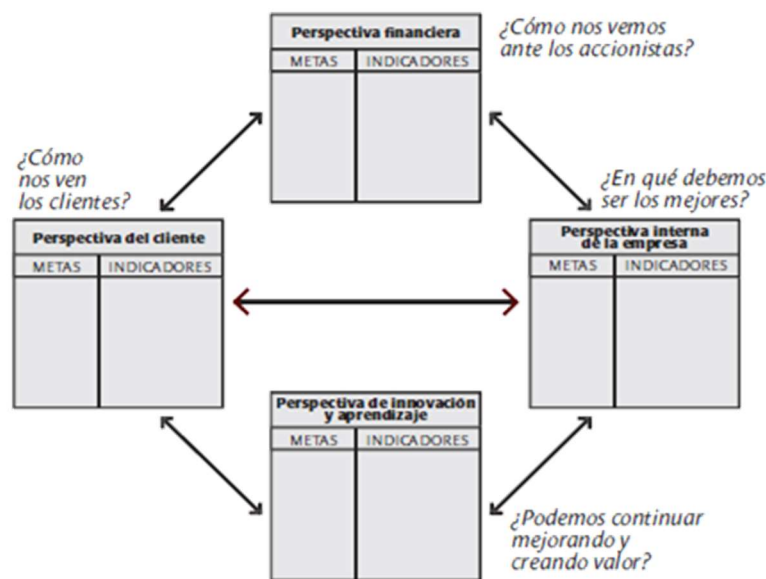 Perspectiva financiera
METAS INDICADORES
¿Cómo nos vemos
ante los accionistas?
¿Cómo
nos ven
los clientes?
Perspectiva del cliente
METAS INDICADORES
¿En qué debemos
ser los mejores?
Perspectiva interna
de la empresa
METAS INDICADORES
Perspectiva de innovación
y aprendizaje
METAS INDICADORES
¿Podemos continuar
mejorando y
creando valor?